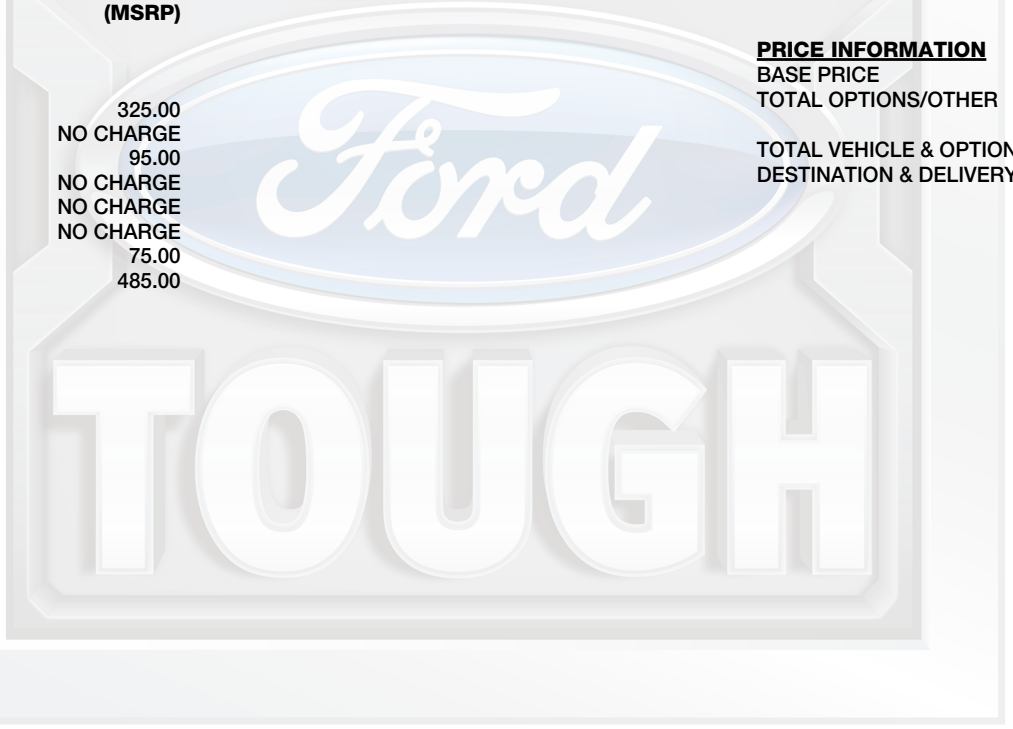 (MSRP)
325.00
NO CHARGE
95.00
NO CHARGE
NO CHARGE
NO CHARGE
75.00
485.00
PRICE INFORMATION
BASE PRICE
TOTAL OPTIONS/OTHER
TOTAL VEHICLE & OPTION
DESTINATION & DELIVERY
Ford
TOUGH